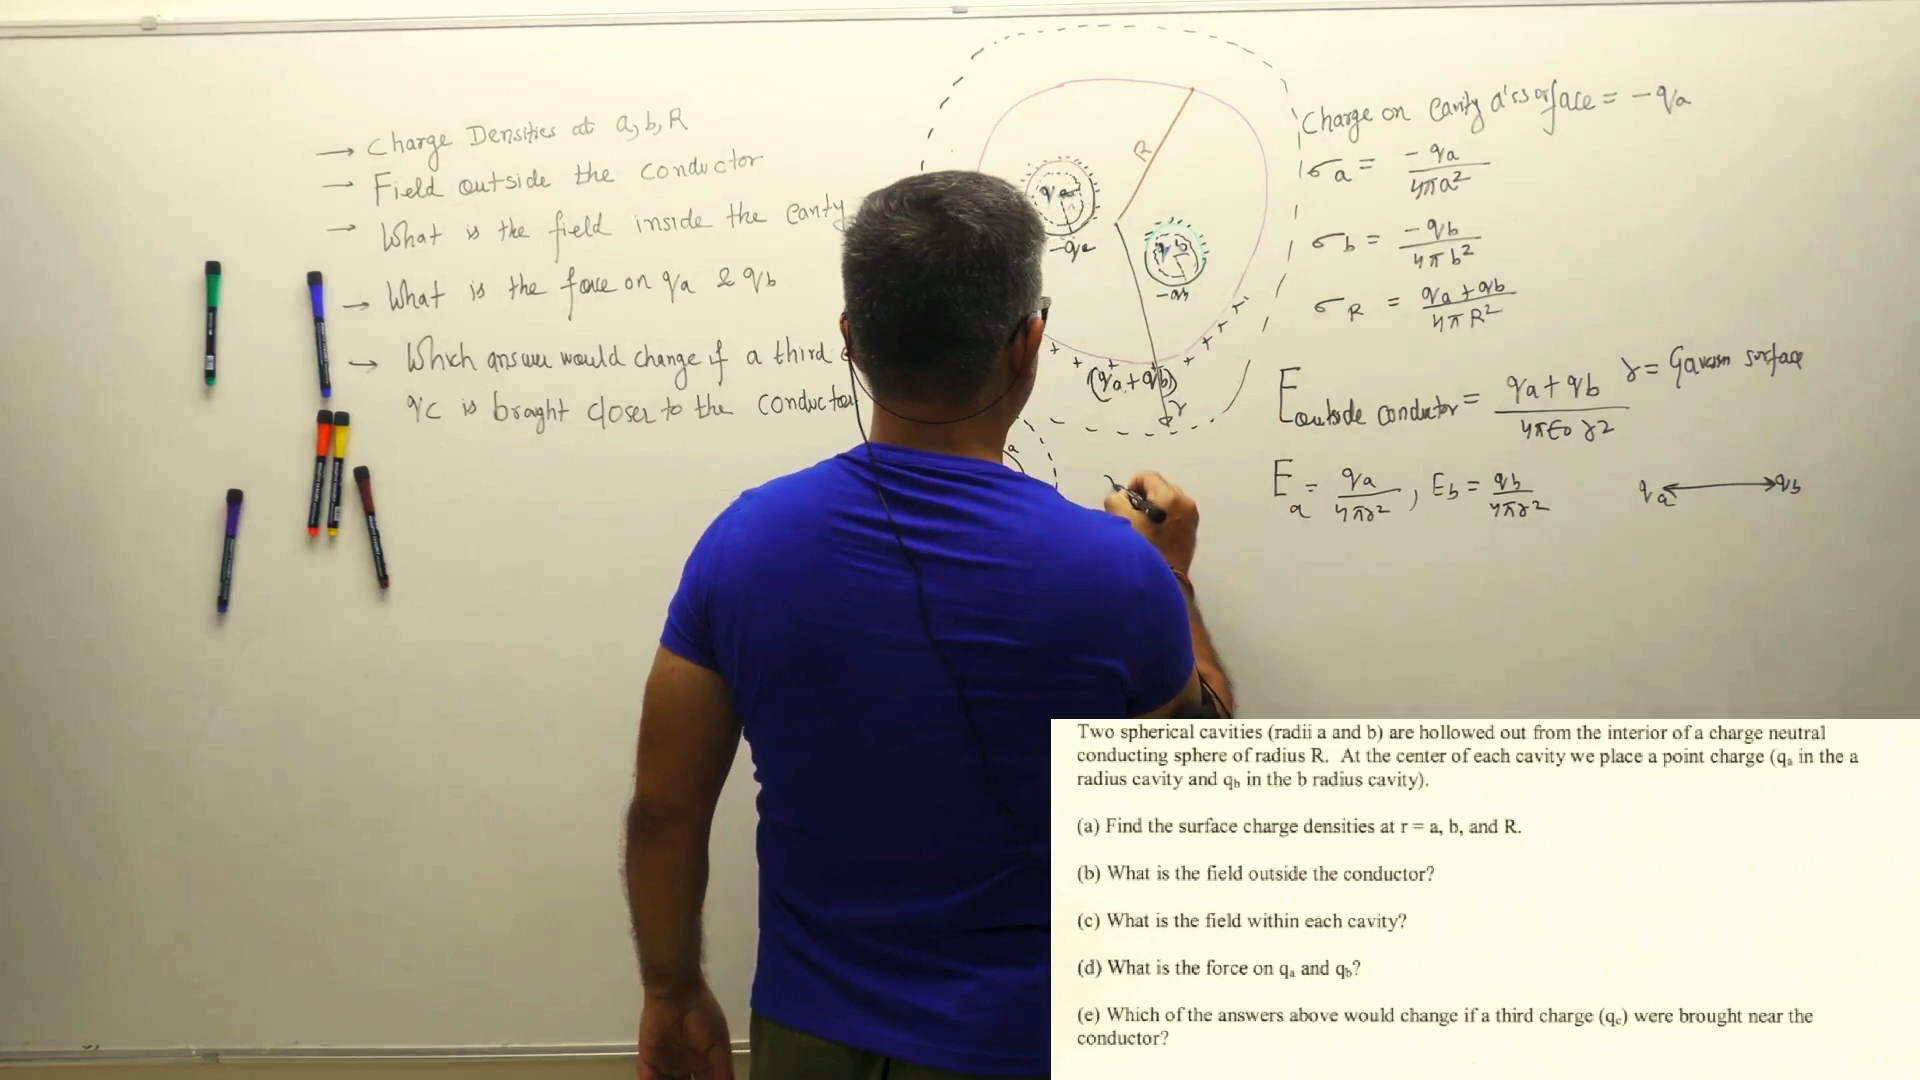 → Charge Densities at a, b, R
→ Field outside the conductor
→ What is the field inside the cavity
→ What is the force on qa & qb
→ Which answer would change if a third
qc is braght closer to the conductor
R
qa
-qa
qb
-qb
+ + + + + + + +
(qa+qb)
r
a
Charge on Cavity a's surface = -qa
σa = -qa / 4πa²
σb = -qb / 4πb²
σR = qa+qb / 4πR²
E outside conductor = qa+qb / 4πε0 r²
r = Gaussian surface
Ea = qa / 4πr² , Eb = qb / 4πr²
qa ⟷ qb
Two spherical cavities (radii a and b) are hollowed out from the interior of a charge neutral
conducting sphere of radius R. At the center of each cavity we place a point charge (qa in the a
radius cavity and qb in the b radius cavity).
(a) Find the surface charge densities at r = a, b, and R.
(b) What is the field outside the conductor?
(c) What is the field within each cavity?
(d) What is the force on qa and qb?
(e) Which of the answers above would change if a third charge (qc) were brought near the
conductor?